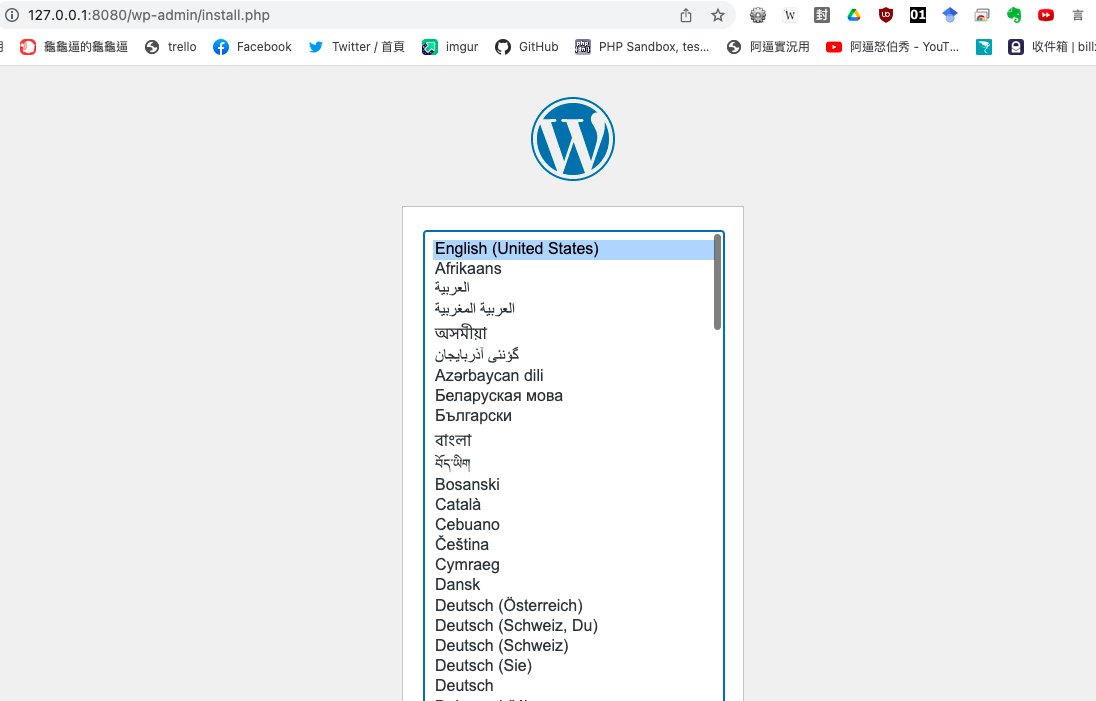 127.0.0.1:8080/wp-admin/install.php
龜龜逼的龜龜逼 trello Facebook Twitter / 首頁 imgur GitHub PHP Sandbox, tes... 阿逼實況用 阿逼怒伯秀 - YouT... 收件箱 | bill
English (United States)
Afrikaans
العربية
العربية المغربية
অসমীয়া
گؤنئی آذربایجان
Azərbaycan dili
Беларуская мова
Български
বাংলা
བོད་ཡིག
Bosanski
Català
Cebuano
Čeština
Cymraeg
Dansk
Deutsch (Österreich)
Deutsch (Schweiz, Du)
Deutsch (Schweiz)
Deutsch (Sie)
Deutsch